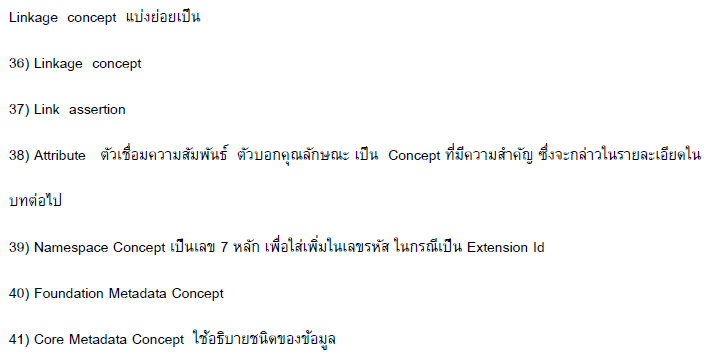 Linkage concept แบ่งย่อยเป็น
36) Linkage concept
37) Link assertion
38) Attribute ตัวเชื่อมความสัมพันธ์ ตัวบอกคุณลักษณะ เป็น Concept ที่มีความสำคัญ ซึ่งจะกล่าวในรายละเอียดใน
บทต่อไป
39) Namespace Concept เป็นเลข 7 หลัก เพื่อใส่เพิ่มในเลขรหัส ในกรณีเป็น Extension Id
40) Foundation Metadata Concept
41) Core Metadata Concept ใช้อธิบายชนิดของข้อมูล